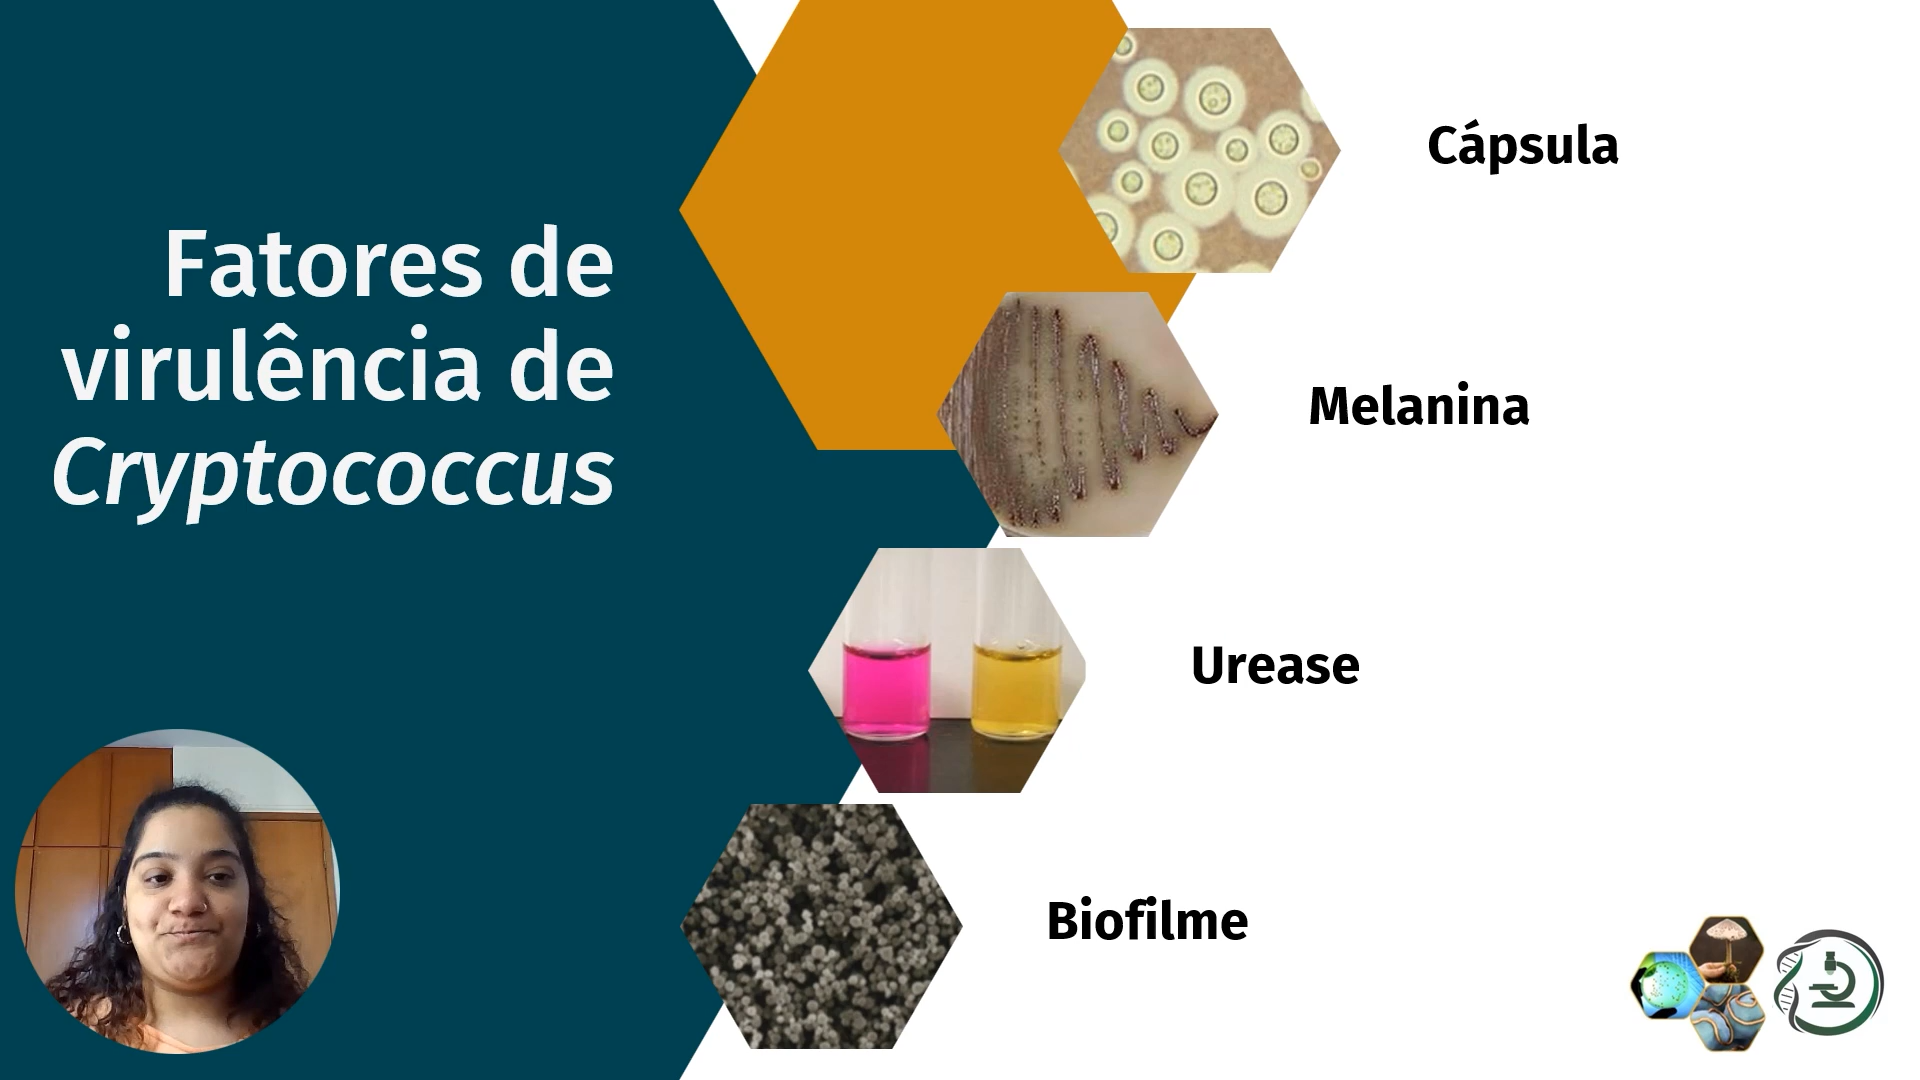 Fatores de
virulência de
Cryptococcus
Cápsula
Melanina
Urease
Biofilme